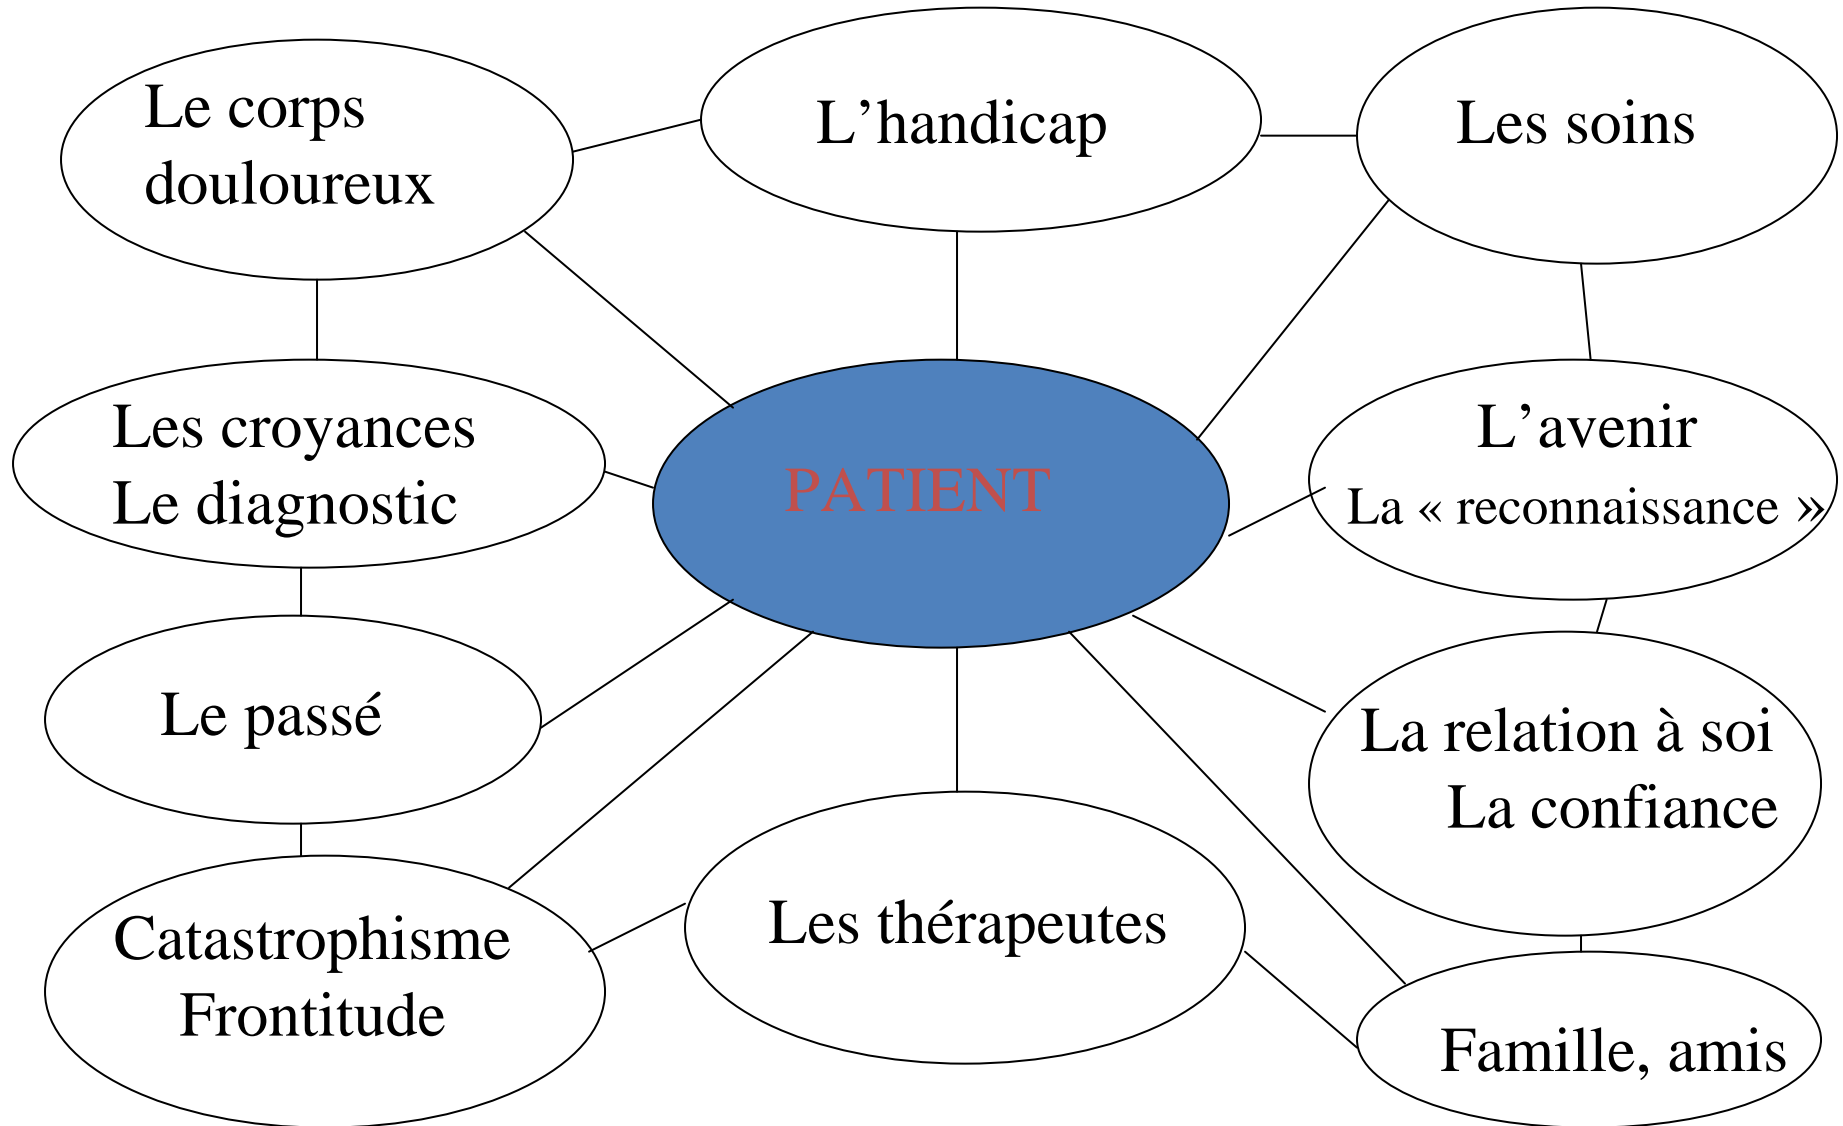 Le corps
douloureux
L’handicap
Les soins
Les croyances
Le diagnostic
PATIENT
L’avenir
La « reconnaissance »
Le passé
La relation à soi
La confiance
Catastrophisme
Frontitude
Les thérapeutes
Famille, amis